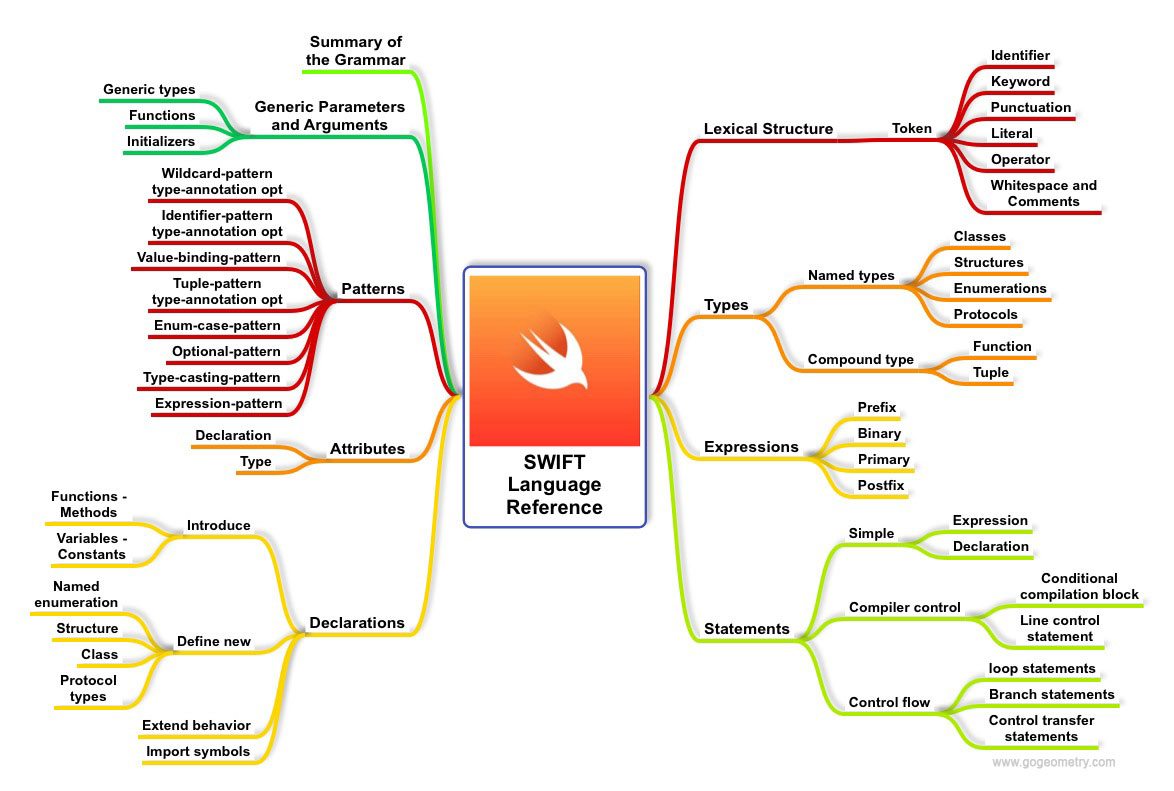 SWIFT
Language
Reference
Lexical Structure
Token
Identifier
Keyword
Punctuation
Literal
Operator
Whitespace and
Comments
Types
Named types
Classes
Structures
Enumerations
Protocols
Compound type
Function
Tuple
Expressions
Prefix
Binary
Primary
Postfix
Statements
Simple
Expression
Declaration
Compiler control
Conditional
compilation block
Line control
statement
Control flow
loop statements
Branch statements
Control transfer
statements
Summary of
the Grammar
Generic Parameters
and Arguments
Generic types
Functions
Initializers
Patterns
Wildcard-pattern
type-annotation opt
Identifier-pattern
type-annotation opt
Value-binding-pattern
Tuple-pattern
type-annotation opt
Enum-case-pattern
Optional-pattern
Type-casting-pattern
Expression-pattern
Attributes
Declaration
Type
Declarations
Introduce
Functions -
Methods
Variables -
Constants
Define new
Named
enumeration
Structure
Class
Protocol
types
Extend behavior
Import symbols
www.gogeometry.com